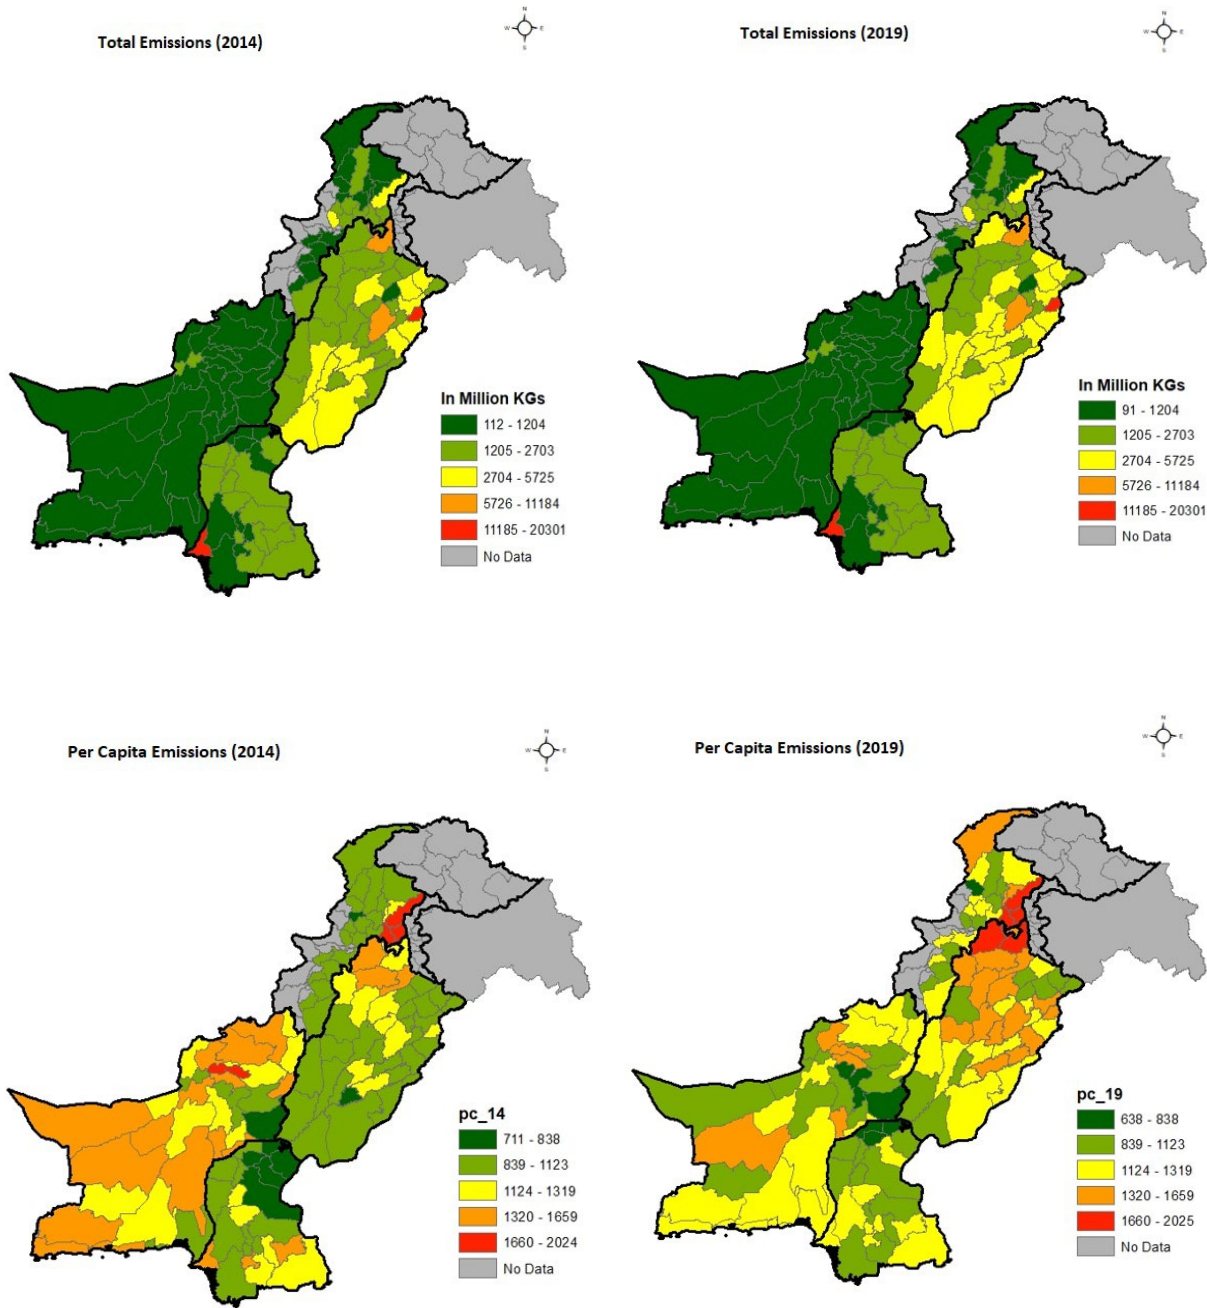 Total Emissions (2014)
N
W E
S
Total Emissions (2019)
N
W E
S
In Million KGs
112 - 1204
1205 - 2703
2704 - 5725
5726 - 11184
11185 - 20301
No Data
In Million KGs
91 - 1204
1205 - 2703
2704 - 5725
5726 - 11184
11185 - 20301
No Data
Per Capita Emissions (2014)
N
W E
S
Per Capita Emissions (2019)
N
W E
S
pc_14
711 - 838
839 - 1123
1124 - 1319
1320 - 1659
1660 - 2024
No Data
pc_19
638 - 838
839 - 1123
1124 - 1319
1320 - 1659
1660 - 2025
No Data